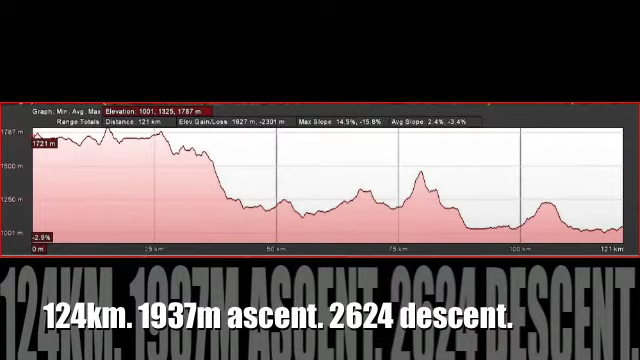 Graph: Min, Avg, Max Elevation: 1001, 1325, 1787 m
Range Totals: Distance: 121 km Elev Gain/Loss: 1627 m, -2301 m Max Slope: 14.5%, -15.8% Avg Slope: 2.4%, -3.4%
1787 m
1721 m
1500 m
1250 m
1001 m
-2.9%
0 m 25 km 50 km 75 km 100 km 121 km
124KM. 1937M ASCENT. 2624 DESCENT.
124km. 1937m ascent. 2624 descent.